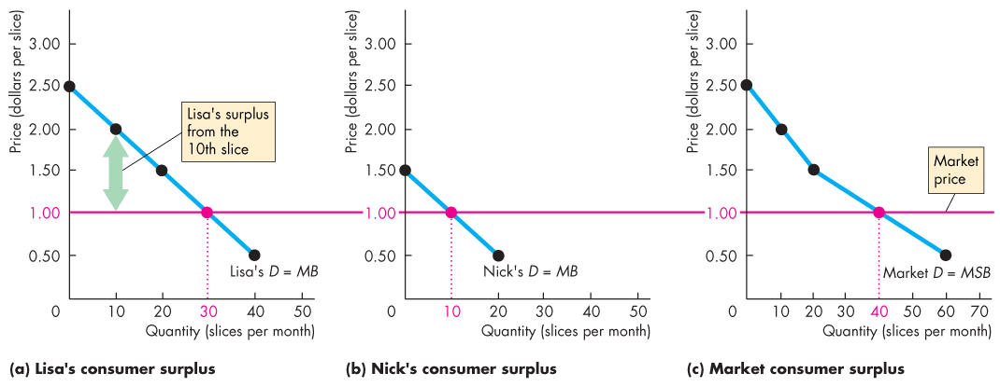 Price (dollars per slice)
3.00
2.50
2.00
1.50
1.00
0.50
0
10
20
30
40
50
Quantity (slices per month)
Lisa's surplus
from the
10th slice
Lisa's D = MB
(a) Lisa's consumer surplus
Price (dollars per slice)
3.00
2.50
2.00
1.50
1.00
0.50
0
10
20
30
40
50
Quantity (slices per month)
Nick's D = MB
(b) Nick's consumer surplus
Price (dollars per slice)
3.00
2.50
2.00
1.50
1.00
0.50
0
10
20
30
40
50
60
70
Quantity (slices per month)
Market
price
Market D = MSB
(c) Market consumer surplus